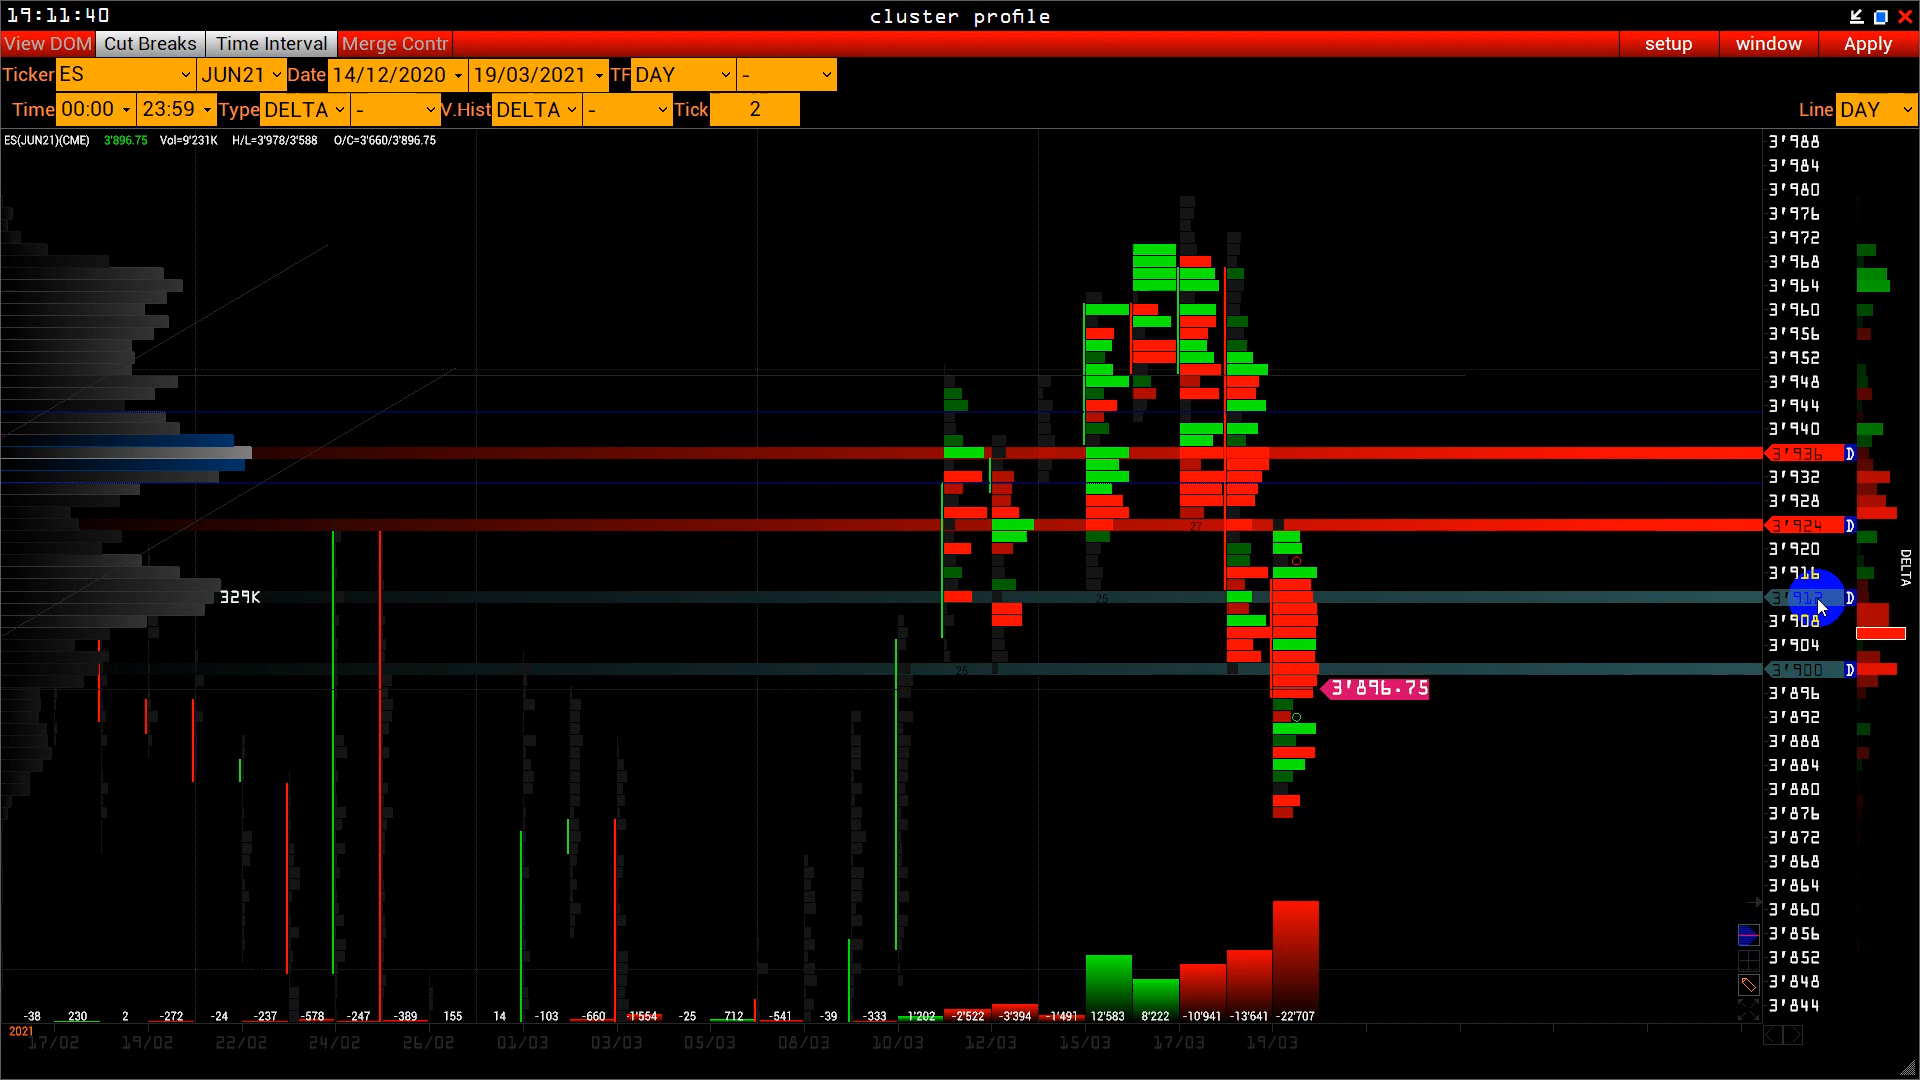 19:11:40
cluster profile
View DOM Cut Breaks Time Interval Merge Contr setup window Apply
Ticker ES JUN21 Date 14/12/2020 19/03/2021 TF DAY -
Time 00:00 23:59 Type DELTA - V.Hist DELTA - Tick 2 Line DAY
ES(JUN21)(CME) 3'896.75 Vol=9'231K H/L=3'978/3'588 O/C=3'660/3'896.75
3'988
3'984
3'980
3'976
3'972
3'968
3'964
3'960
3'956
3'952
3'948
3'944
3'940
3'936 D
3'932
3'928
27 3'924 D
3'920
DELTA
3'916
329K 25 3'912 D
3'908
3'904
25 3'900 D
3'896.75 3'896
3'892
3'888
3'884
3'880
3'876
3'872
3'868
3'864
3'860
3'856
3'852
3'848
3'844
-38 230 2 -272 -24 -237 -578 -247 -389 155 14 -103 -660 -1'554 -25 712 -541 -39 -333 1'202 -2'522 -3'394 -1'491 12'583 8'222 -10'941 -13'641 -22'707
2021
17/02 19/02 22/02 24/02 26/02 01/03 03/03 05/03 08/03 10/03 12/03 15/03 17/03 19/03